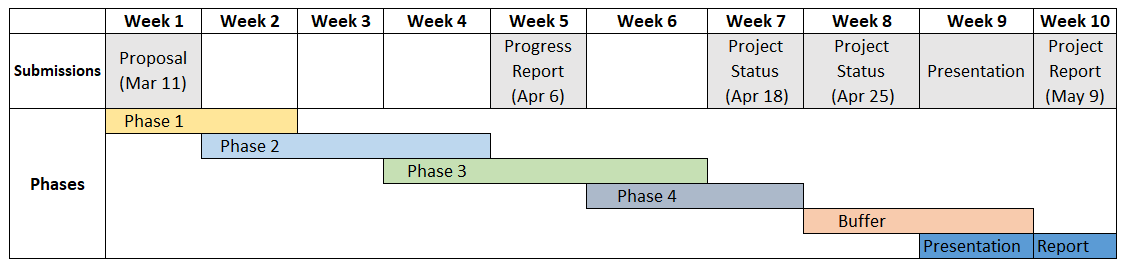 Week 1 Week 2 Week 3 Week 4 Week 5 Week 6 Week 7 Week 8 Week 9 Week 10
Submissions
Proposal
(Mar 11)
Progress
Report
(Apr 6)
Project
Status
(Apr 18)
Project
Status
(Apr 25)
Presentation
Project
Report
(May 9)
Phases
Phase 1
Phase 2
Phase 3
Phase 4
Buffer
Presentation Report